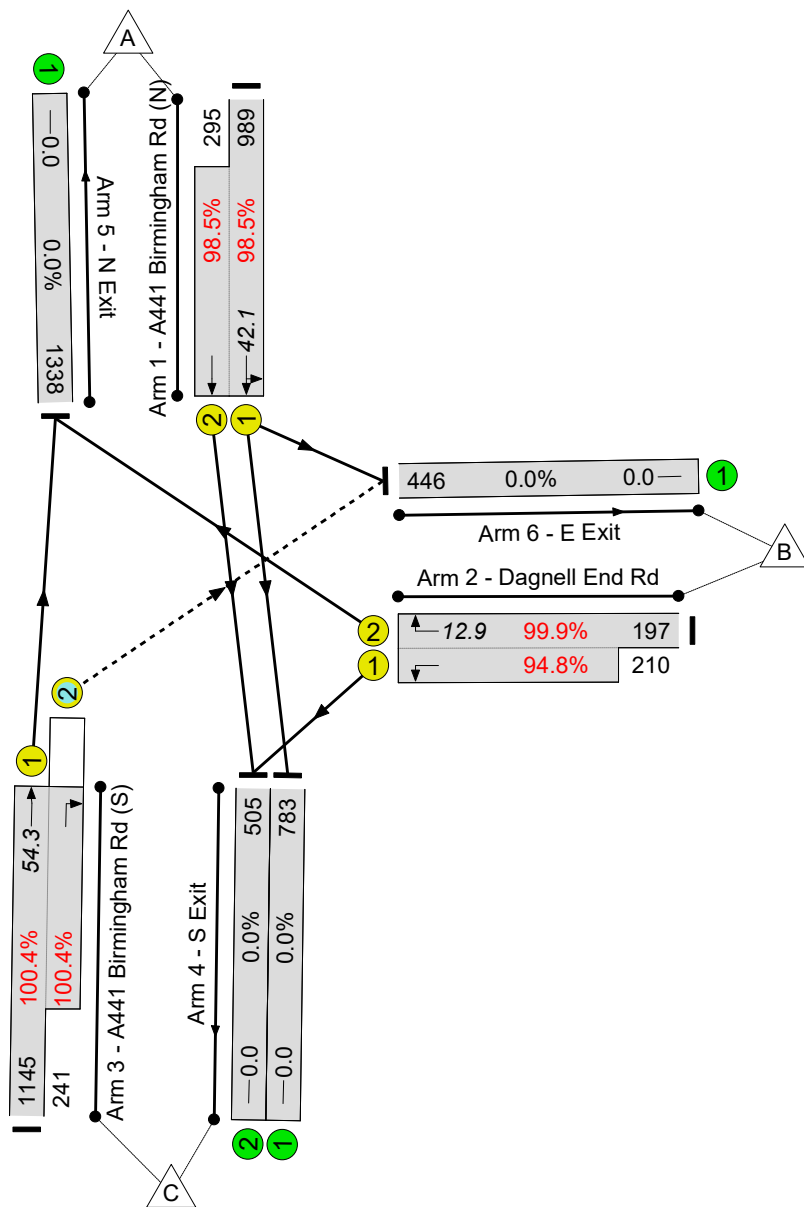 A
1
0.0
0.0%
1338
Arm 5 - N Exit
Arm 1 - A441 Birmingham Rd (N)
295
98.5%
989
98.5%
42.1
2
1
446 0.0% 0.0
1
Arm 6 - E Exit
B
Arm 2 - Dagnell End Rd
2
12.9 99.9% 197
1
94.8% 210
2
1
54.3
100.4%
1145
100.4%
241
Arm 3 - A441 Birmingham Rd (S)
Arm 4 - S Exit
505
0.0%
0.0
783
0.0%
0.0
2
1
C